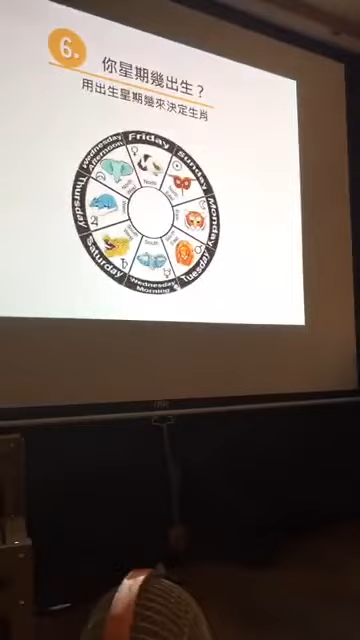 6.
你星期幾出生？
用出生星期幾來決定生肖
Friday
Sunday
Monday
Tuesday
Wednesday
Morning
Saturday
Thursday
Wednesday
Afternoon
North
South